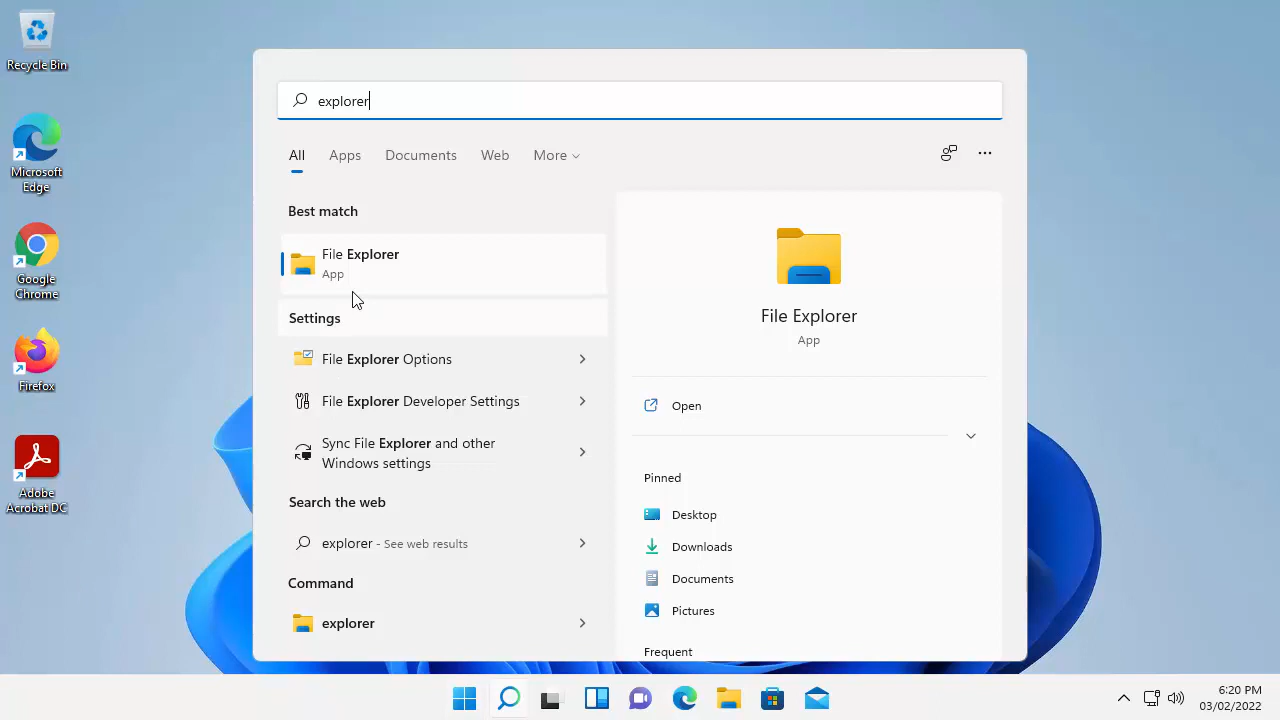 Recycle Bin
Microsoft
Edge
Google
Chrome
Firefox
Adobe
Acrobat DC
explorer
All Apps Documents Web More
Best match
File Explorer
App
Settings
File Explorer Options
File Explorer Developer Settings
Sync File Explorer and other
Windows settings
Search the web
explorer - See web results
Command
explorer
File Explorer
App
Open
Pinned
Desktop
Downloads
Documents
Pictures
Frequent
6:20 PM
03/02/2022